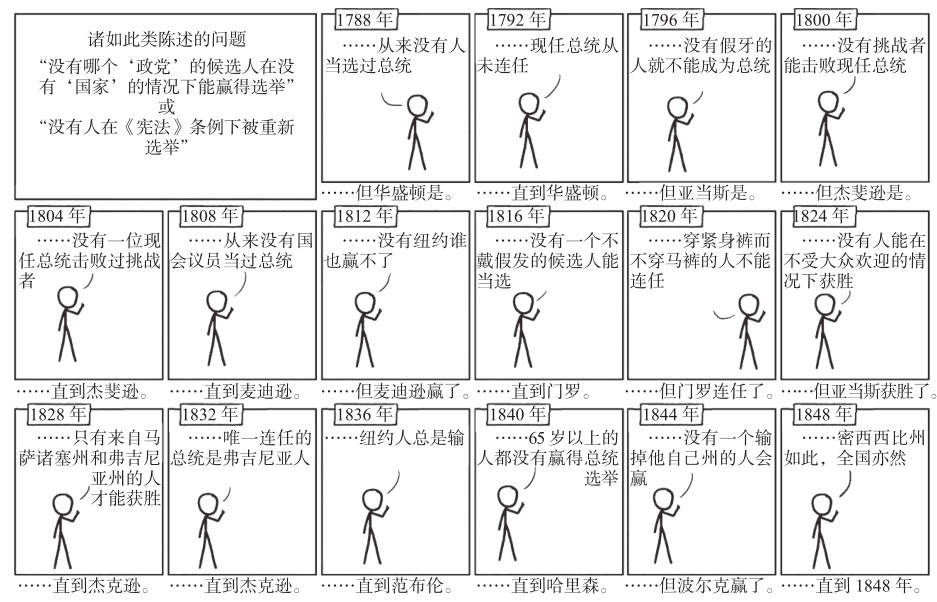 诸如此类陈述的问题
“没有哪个‘政党’的候选人在没
有‘国家’的情况下能赢得选举”
或
“没有人在《宪法》条例下被重新
选举”
1788 年
……从来没有人
当选过总统
……但华盛顿是。
1792 年
……现任总统从
未连任
……直到华盛顿。
1796 年
……没有假牙的
人就不能成为总统
……但亚当斯是。
1800 年
……没有挑战者
能击败现任总统
……但杰斐逊是。
1804 年
……没有一位现
任总统击败过挑战
者
……直到杰斐逊。
1808 年
……从来没有国
会议员当过总统
……直到麦迪逊。
1812 年
……没有纽约谁
也赢不了
……但麦迪逊赢了。
1816 年
……没有一个不
戴假发的候选人能
当选
……直到门罗。
1820 年
……穿紧身裤而
不穿马裤的人不能
连任
……但门罗连任了。
1824 年
……没有人能在
不受大众欢迎的情
况下获胜
……但亚当斯获胜了。
1828 年
……只有来自马
萨诸塞州和弗吉尼
亚州的人
才能获胜
……直到杰克逊。
1832 年
……唯一连任的
总统是弗吉尼亚人
……直到杰克逊。
1836 年
……纽约人总是输
……直到范布伦。
1840 年
……65 岁以上的
人都没有赢得总统
选举
……直到哈里森。
1844 年
……没有一个输
掉他自己州的人会
赢
……但波尔克赢了。
1848 年
……密西西比州
如此，全国亦然
……直到 1848 年。